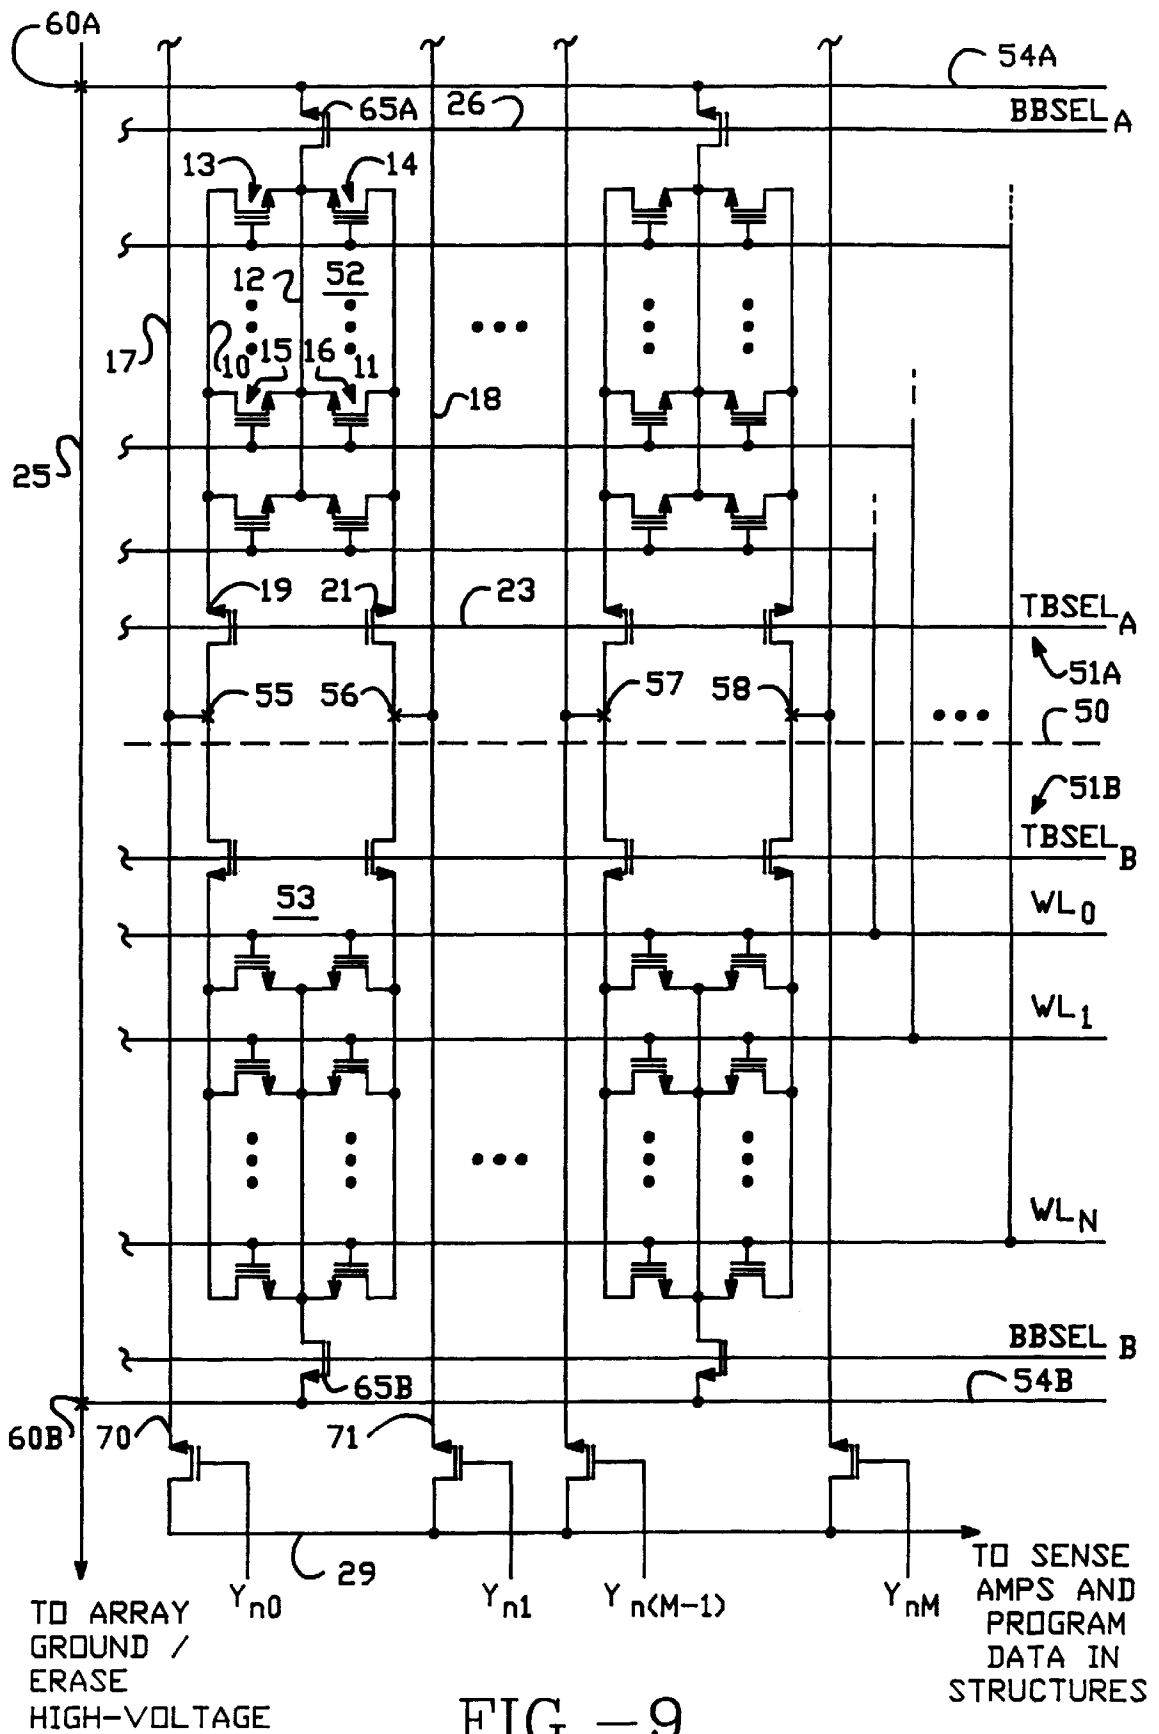 60A
54A
65A
26
BBSEL A
13
14
12
52
17
10
15
16
11
18
25
19
21
23
TBSEL A
51A
55
56
57
58
50
51B
TBSEL B
53
WL 0
WL 1
WL N
BBSEL B
65B
54B
60B
70
71
29
Y n0
Y n1
Y n(M-1)
Y nM
TO ARRAY
GROUND /
ERASE
HIGH-VOLTAGE
TO SENSE
AMPS AND
PROGRAM
DATA IN
STRUCTURES
FIG.-9